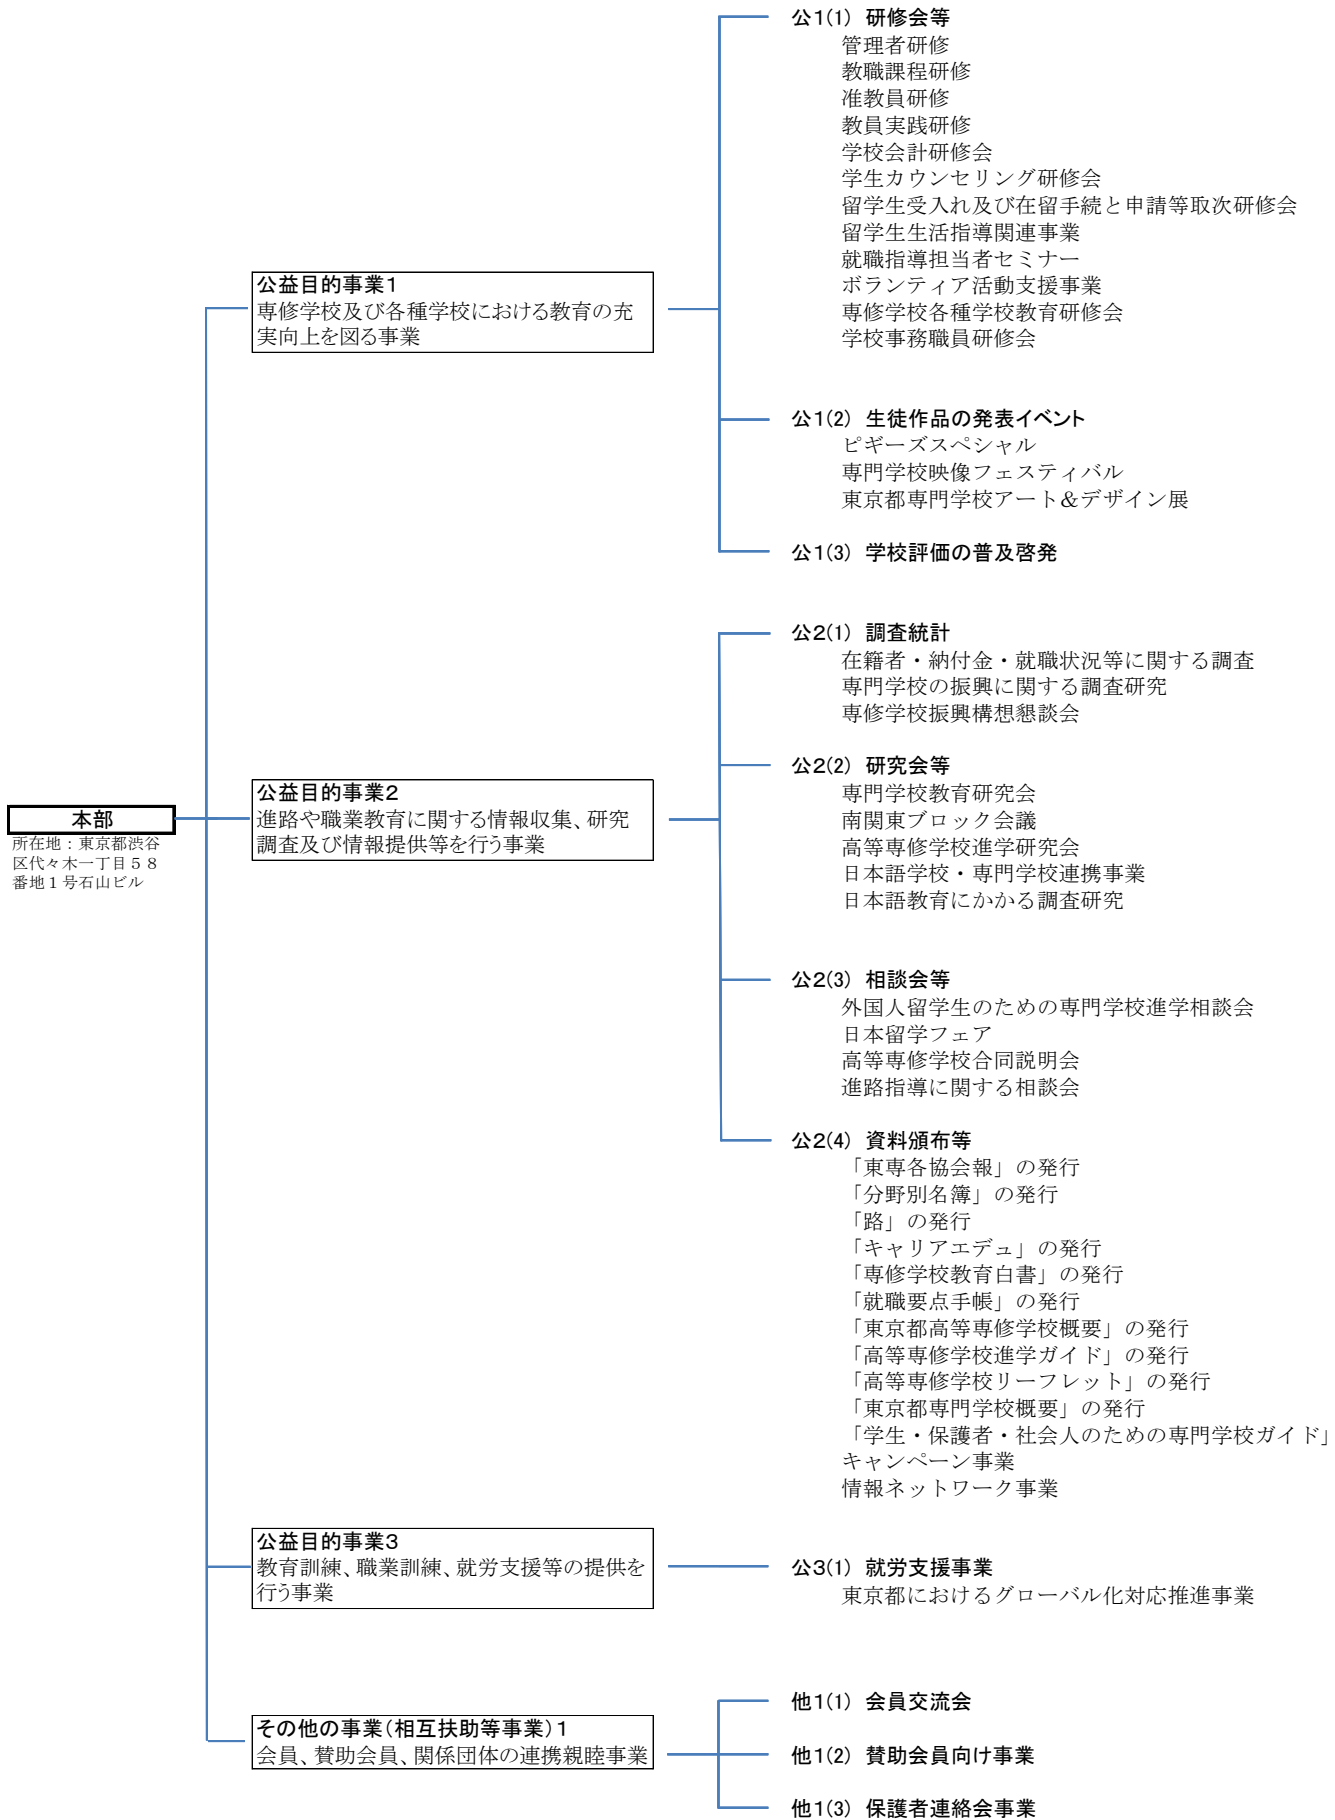 本部
所在地：東京都渋谷
区代々木一丁目５８
番地１号石山ビル
公益目的事業1
専修学校及び各種学校における教育の充
実向上を図る事業
公1(1) 研修会等
管理者研修
教職課程研修
准教員研修
教員実践研修
学校会計研修会
学生カウンセリング研修会
留学生受入れ及び在留手続と申請等取次研修会
留学生生活指導関連事業
就職指導担当者セミナー
ボランティア活動支援事業
専修学校各種学校教育研修会
学校事務職員研修会
公1(2) 生徒作品の発表イベント
ピギーズスペシャル
専門学校映像フェスティバル
東京都専門学校アート＆デザイン展
公1(3) 学校評価の普及啓発
公益目的事業2
進路や職業教育に関する情報収集、研究
調査及び情報提供等を行う事業
公2(1) 調査統計
在籍者・納付金・就職状況等に関する調査
専門学校の振興に関する調査研究
専修学校振興構想懇談会
公2(2) 研究会等
専門学校教育研究会
南関東ブロック会議
高等専修学校進学研究会
日本語学校・専門学校連携事業
日本語教育にかかる調査研究
公2(3) 相談会等
外国人留学生のための専門学校進学相談会
日本留学フェア
高等専修学校合同説明会
進路指導に関する相談会
公2(4) 資料頒布等
「東専各協会報」の発行
「分野別名簿」の発行
「路」の発行
「キャリアエデュ」の発行
「専修学校教育白書」の発行
「就職要点手帳」の発行
「東京都高等専修学校概要」の発行
「高等専修学校進学ガイド」の発行
「高等専修学校リーフレット」の発行
「東京都専門学校概要」の発行
「学生・保護者・社会人のための専門学校ガイド」
キャンペーン事業
情報ネットワーク事業
公益目的事業3
教育訓練、職業訓練、就労支援等の提供を
行う事業
公3(1) 就労支援事業
東京都におけるグローバル化対応推進事業
その他の事業（相互扶助等事業）1
会員、賛助会員、関係団体の連携親睦事業
他1(1) 会員交流会
他1(2) 賛助会員向け事業
他1(3) 保護者連絡会事業